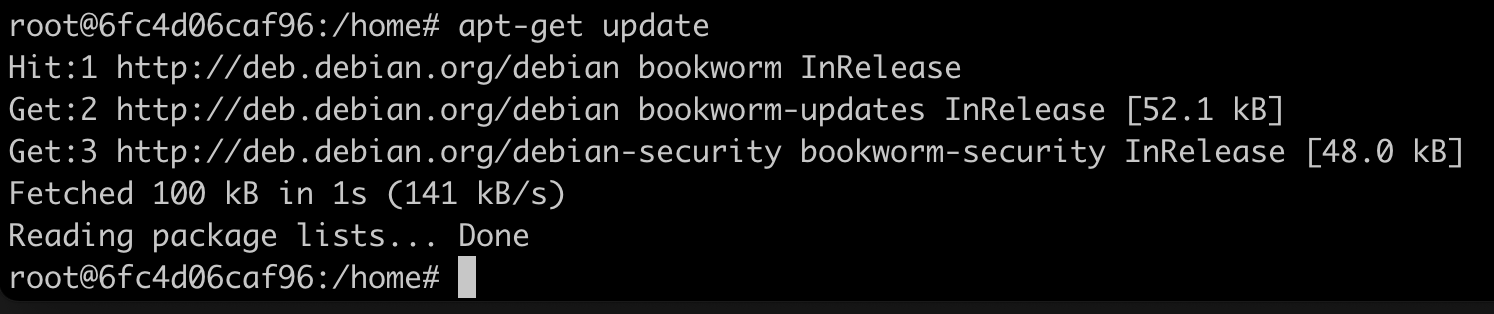 root@6fc4d06caf96:/home# apt-get update
Hit:1 http://deb.debian.org/debian bookworm InRelease
Get:2 http://deb.debian.org/debian bookworm-updates InRelease [52.1 kB]
Get:3 http://deb.debian.org/debian-security bookworm-security InRelease [48.0 kB]
Fetched 100 kB in 1s (141 kB/s)
Reading package lists... Done
root@6fc4d06caf96:/home#